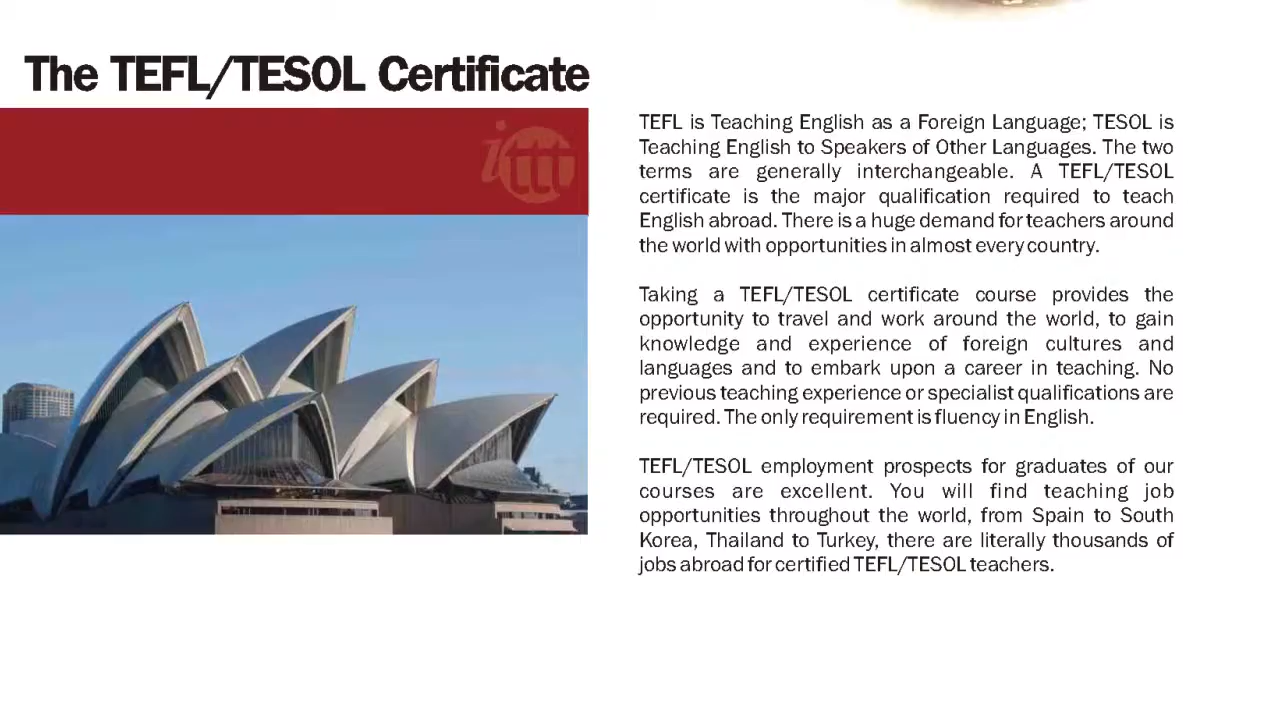 The TEFL/TESOL Certificate
ittt
TEFL is Teaching English as a Foreign Language; TESOL is
Teaching English to Speakers of Other Languages. The two
terms are generally interchangeable. A TEFL/TESOL
certificate is the major qualification required to teach
English abroad. There is a huge demand for teachers around
the world with opportunities in almost every country.
Taking a TEFL/TESOL certificate course provides the
opportunity to travel and work around the world, to gain
knowledge and experience of foreign cultures and
languages and to embark upon a career in teaching. No
previous teaching experience or specialist qualifications are
required. The only requirement is fluency in English.
TEFL/TESOL employment prospects for graduates of our
courses are excellent. You will find teaching job
opportunities throughout the world, from Spain to South
Korea, Thailand to Turkey, there are literally thousands of
jobs abroad for certified TEFL/TESOL teachers.